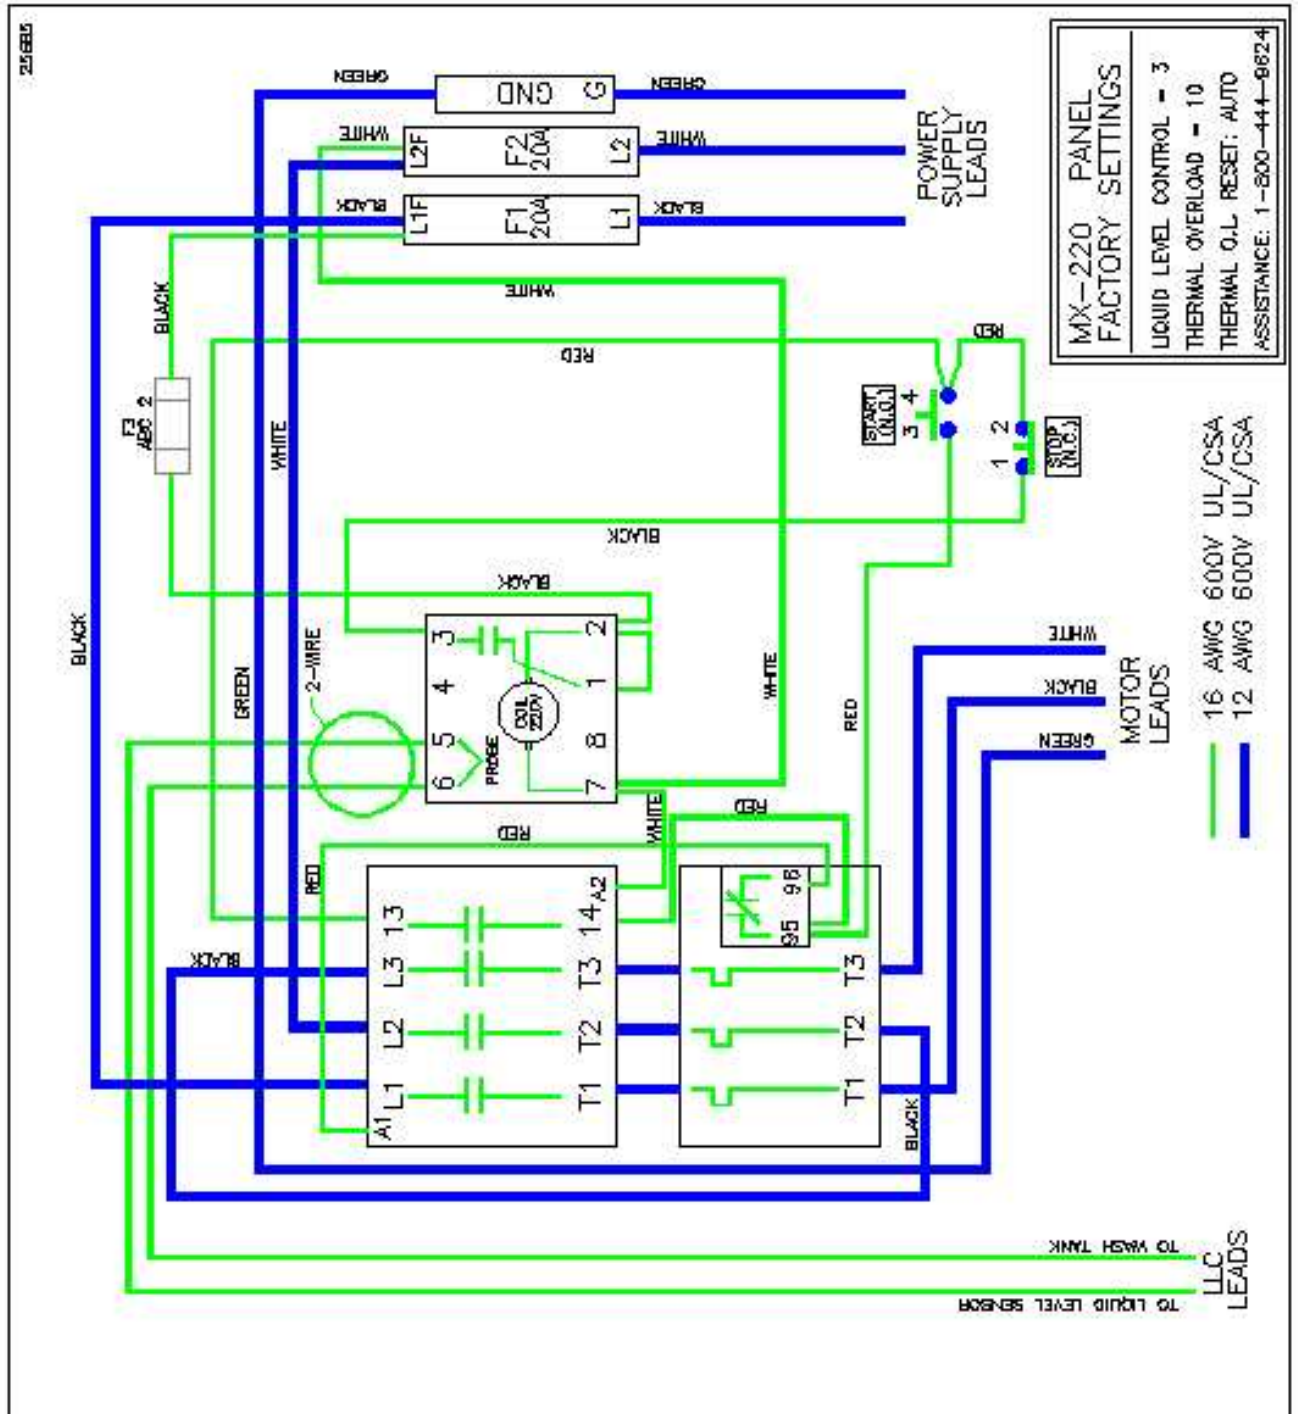 25685
GREEN
GND
G
GREEN
WHITE
L2F
F2
20A
L2
WHITE
BLACK
L1F
F1
20A
L1
BLACK
POWER
SUPPLY
LEADS
MX-220 PANEL
FACTORY SETTINGS
LIQUID LEVEL CONTROL - 3
THERMAL OVERLOAD - 10
THERMAL O.L. RESET: AUTO
ASSISTANCE: 1-800-444-9624
BLACK
F3
ABC 2
WHITE
WHITE
RED
RED
START
(N.O.)
3 4
1 2
STOP
(N.C.)
BLACK
BLACK
BLACK
GREEN
2-WIRE
3
4
5
6
PROBE
COIL
220V
2
1
8
7
WHITE
RED
WHITE
BLACK
GREEN
MOTOR
LEADS
16 AWG 600V UL/CSA
12 AWG 600V UL/CSA
RED
RED
WHITE
RED
BLACK
13
L3
L2
L1
A1
A2
14
T3
T2
T1
96
95
T3
T2
T1
BLACK
TO WASH TANK
TO LIQUID LEVEL SENSOR
LLC
LEADS